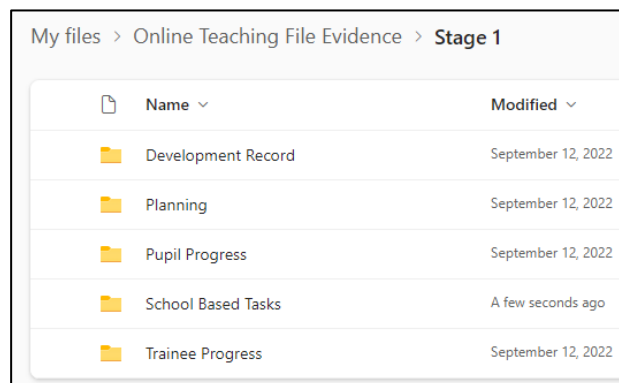 My files > Online Teaching File Evidence > Stage 1
Name Modified
Development Record September 12, 2022
Planning September 12, 2022
Pupil Progress September 12, 2022
School Based Tasks A few seconds ago
Trainee Progress September 12, 2022